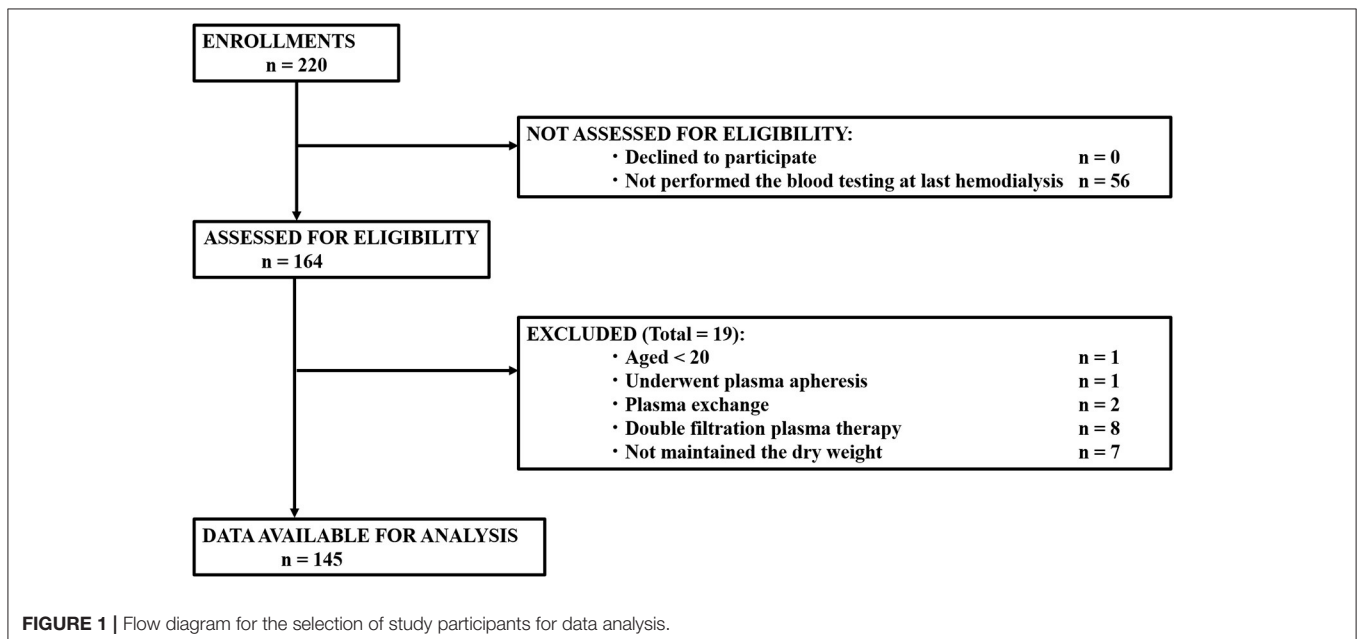 ENROLLMENTS
n = 220
NOT ASSESSED FOR ELIGIBILITY:
・Declined to participate n = 0
・Not performed the blood testing at last hemodialysis n = 56
ASSESSED FOR ELIGIBILITY
n = 164
EXCLUDED (Total = 19):
・Aged < 20 n = 1
・Underwent plasma apheresis n = 1
・Plasma exchange n = 2
・Double filtration plasma therapy n = 8
・Not maintained the dry weight n = 7
DATA AVAILABLE FOR ANALYSIS
n = 145
FIGURE 1 | Flow diagram for the selection of study participants for data analysis.